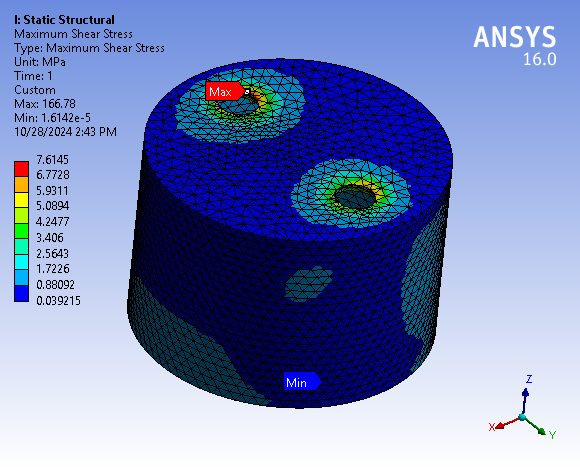 I: Static Structural
Maximum Shear Stress
Type: Maximum Shear Stress
Unit: MPa
Time: 1
Custom
Max: 166.78
Min: 1.6142e-5
10/28/2024 2:43 PM
ANSYS
16.0
Max
7.6145
6.7728
5.9311
5.0894
4.2477
3.406
2.5643
1.7226
0.88092
0.039215
Min
Z
X
Y